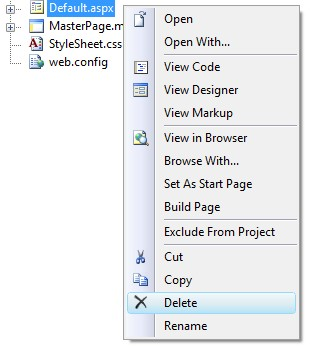 Default.aspx
MasterPage.m
StyleSheet.css
web.config
Open
Open With...
View Code
View Designer
View Markup
View in Browser
Browse With...
Set As Start Page
Build Page
Exclude From Project
Cut
Copy
Delete
Rename